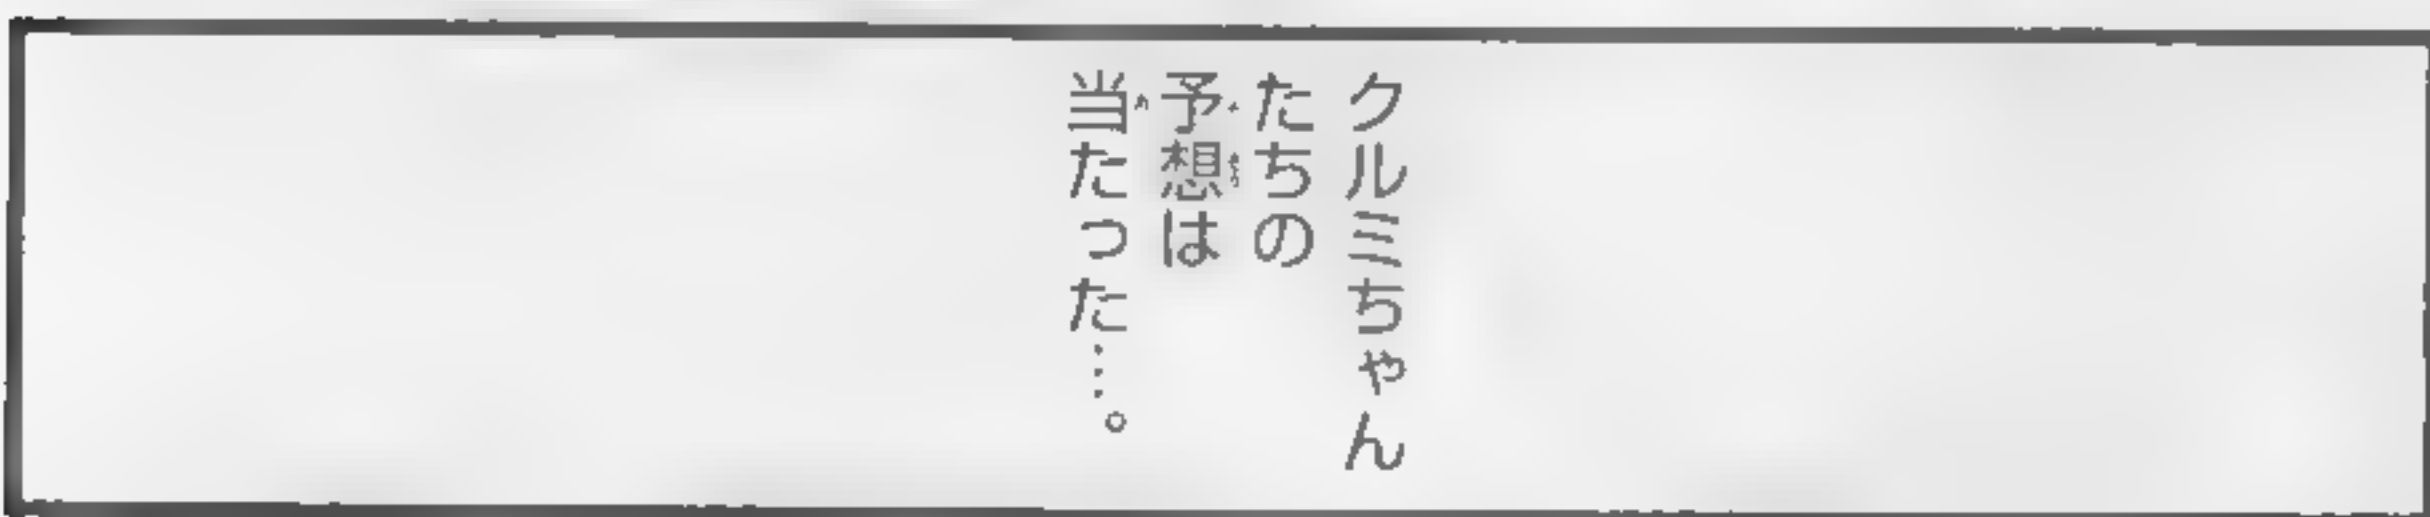 クルミちゃん
たちの
予想は
当たった…。